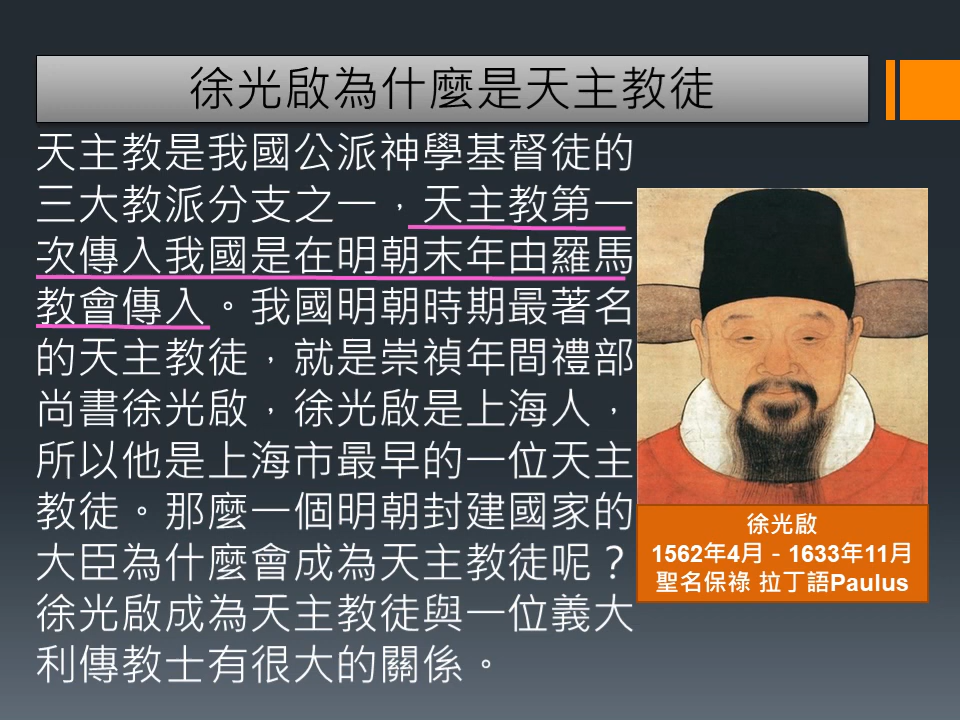 徐光啟為什麼是天主教徒
天主教是我國公派神學基督徒的
三大教派分支之一，天主教第一
次傳入我國是在明朝末年由羅馬
教會傳入。我國明朝時期最著名
的天主教徒，就是崇禎年間禮部
尚書徐光啟，徐光啟是上海人，
所以他是上海市最早的一位天主
教徒。那麼一個明朝封建國家的
大臣為什麼會成為天主教徒呢？
徐光啟成為天主教徒與一位義大
利傳教士有很大的關係。
徐光啟
1562年4月－1633年11月
聖名保祿 拉丁語Paulus